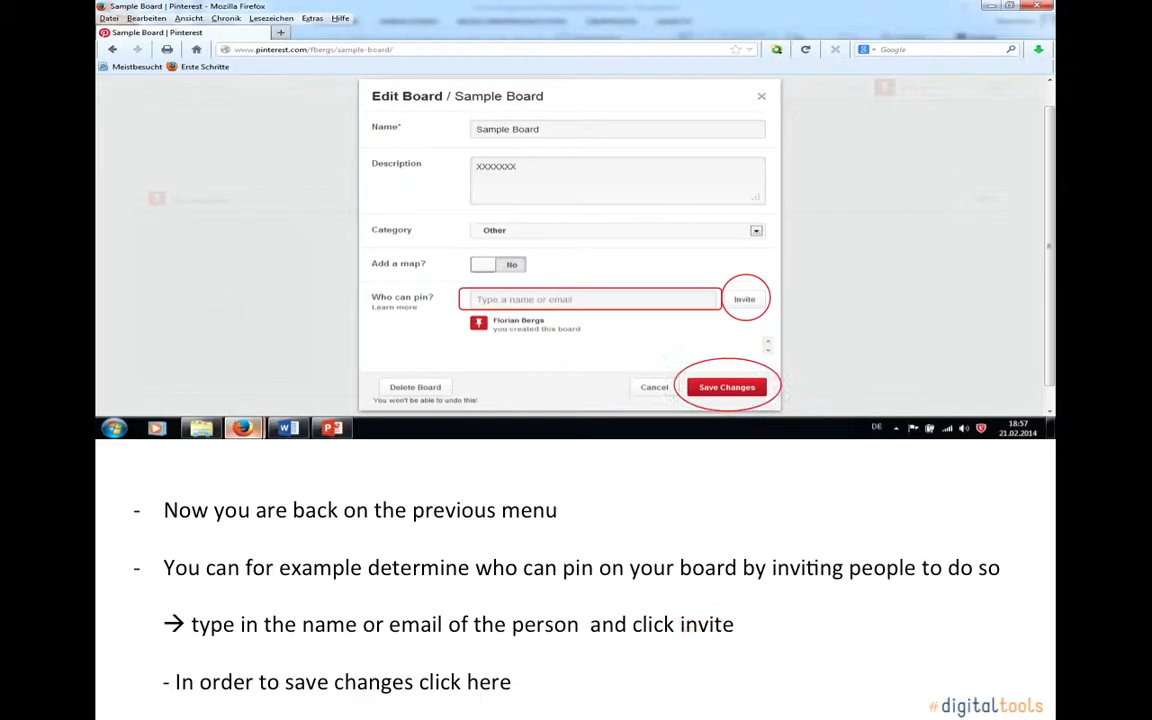 Sample Board | Pinterest - Mozilla Firefox
Datei Bearbeiten Ansicht Chronik Lesezeichen Extras Hilfe
Sample Board | Pinterest
www.pinterest.com/fbergs/sample-board/
Google
Meistbesucht Erste Schritte
Edit Board / Sample Board
Name* Sample Board
Description XXXXXXX
Category Other
Add a map? No
Who can pin? Type a name or email Invite
Learn more
Florian Bergs
you created this board
Delete Board Cancel Save Changes
You won't be able to undo this!
DE 18:57
21.02.2014
- Now you are back on the previous menu
- You can for example determine who can pin on your board by inviting people to do so
→ type in the name or email of the person and click invite
- In order to save changes click here
#digitaltools